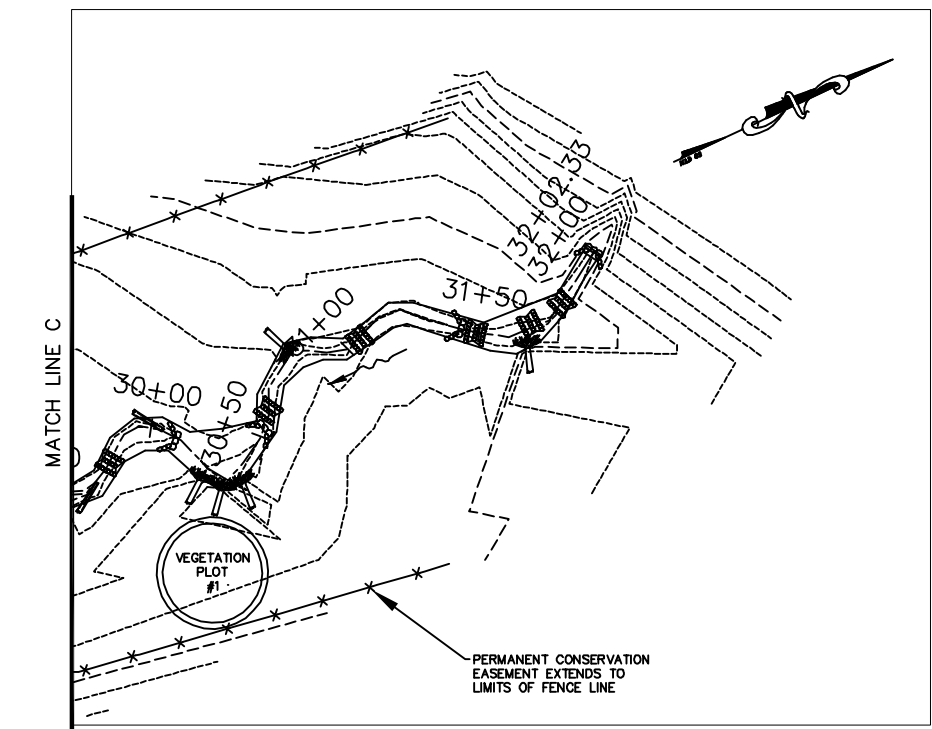 32+02.33
32+00
31+50
31+00
30+00
30+50
MATCH LINE C
0
VEGETATION
PLOT
#1
PERMANENT CONSERVATION
EASEMENT EXTENDS TO
LIMITS OF FENCE LINE